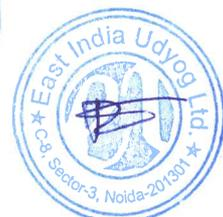 ★ East India Udyog Ltd. ★
C-8, Sector-3, Noida-201301